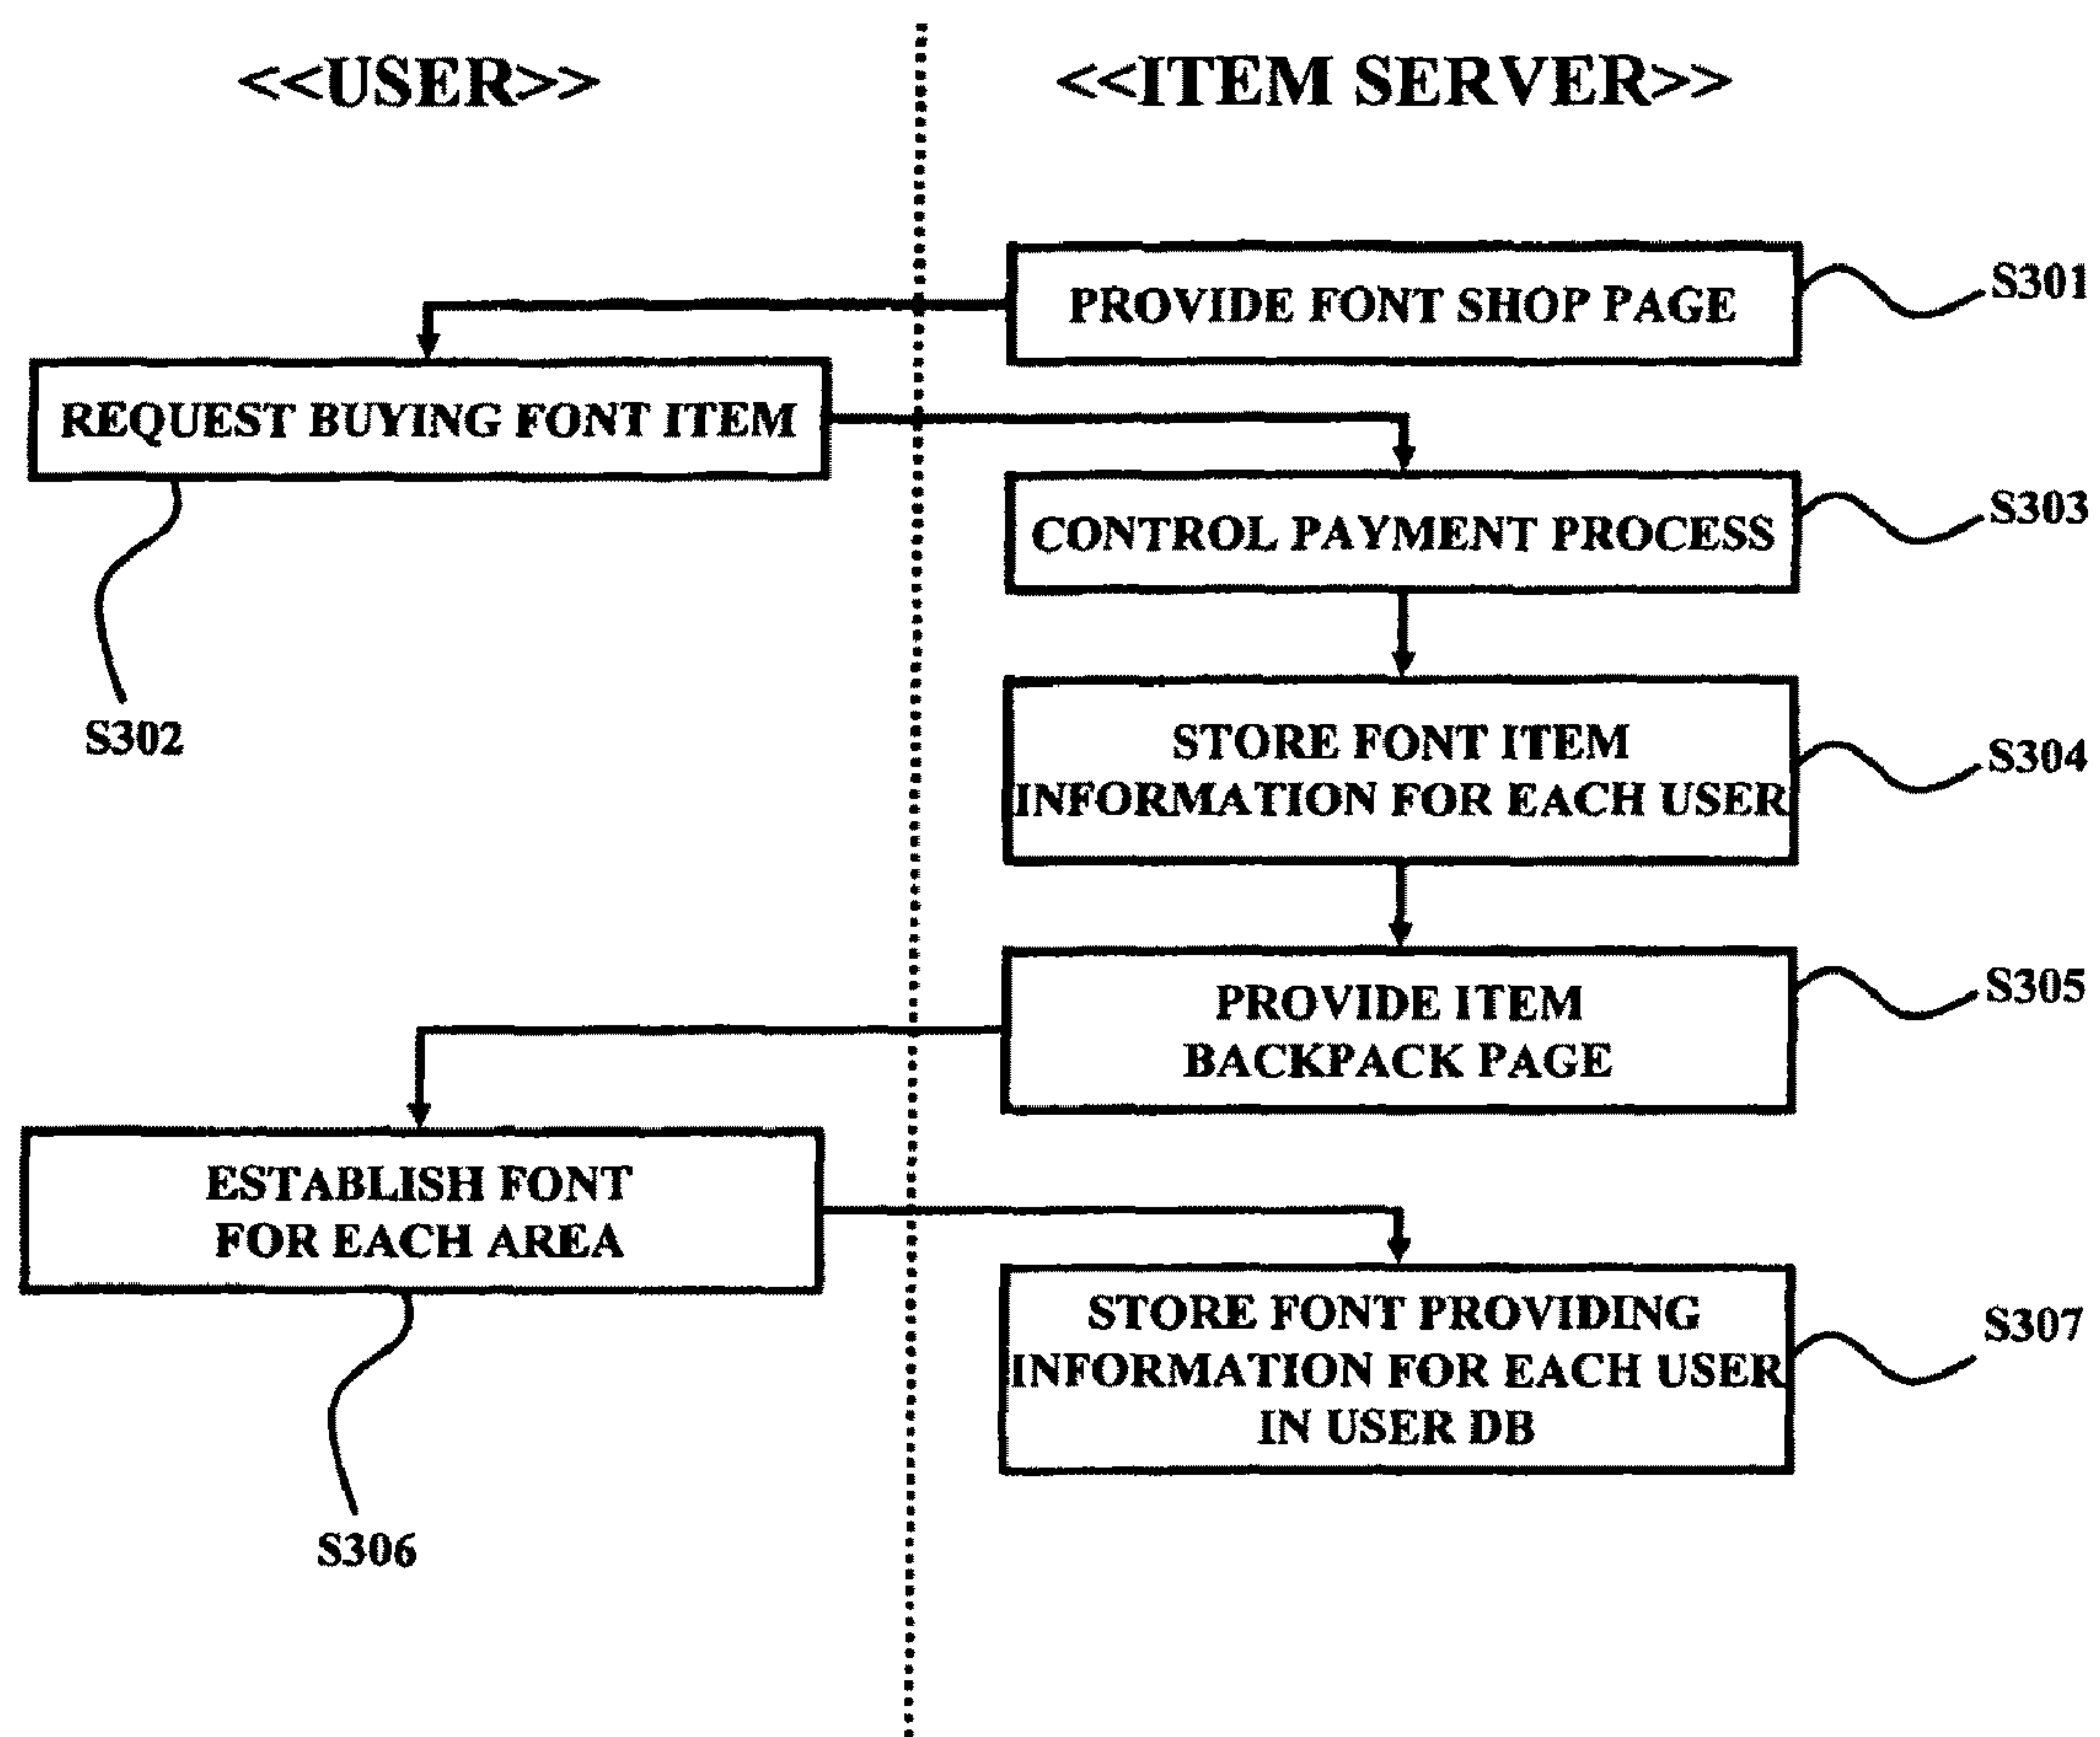 <<USER>>
<<ITEM SERVER>>
PROVIDE FONT SHOP PAGE
S301
REQUEST BUYING FONT ITEM
S302
CONTROL PAYMENT PROCESS
S303
STORE FONT ITEM
INFORMATION FOR EACH USER
S304
PROVIDE ITEM
BACKPACK PAGE
S305
ESTABLISH FONT
FOR EACH AREA
S306
STORE FONT PROVIDING
INFORMATION FOR EACH USER
IN USER DB
S307